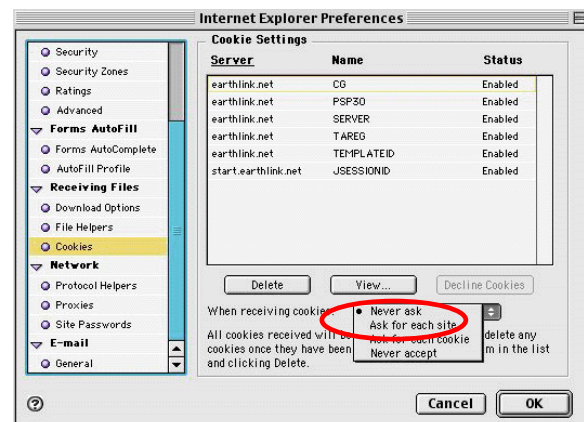 Internet Explorer Preferences
Security
Security Zones
Ratings
Advanced
Forms AutoFill
Forms AutoComplete
AutoFill Profile
Receiving Files
Download Options
File Helpers
Cookies
Network
Protocol Helpers
Proxies
Site Passwords
E-mail
General
Cookie Settings
Server Name Status
earthlink.net CG Enabled
earthlink.net PSP30 Enabled
earthlink.net SERVER Enabled
earthlink.net TAREG Enabled
earthlink.net TEMPLATEID Enabled
start.earthlink.net JSESSIONID Enabled
Delete View... Decline Cookies
When receiving cookies:
Never ask
Ask for each site
Ask for each cookie
Never accept
All cookies received will delete any
cookies once they have been in the list
and clicking Delete.
? Cancel OK